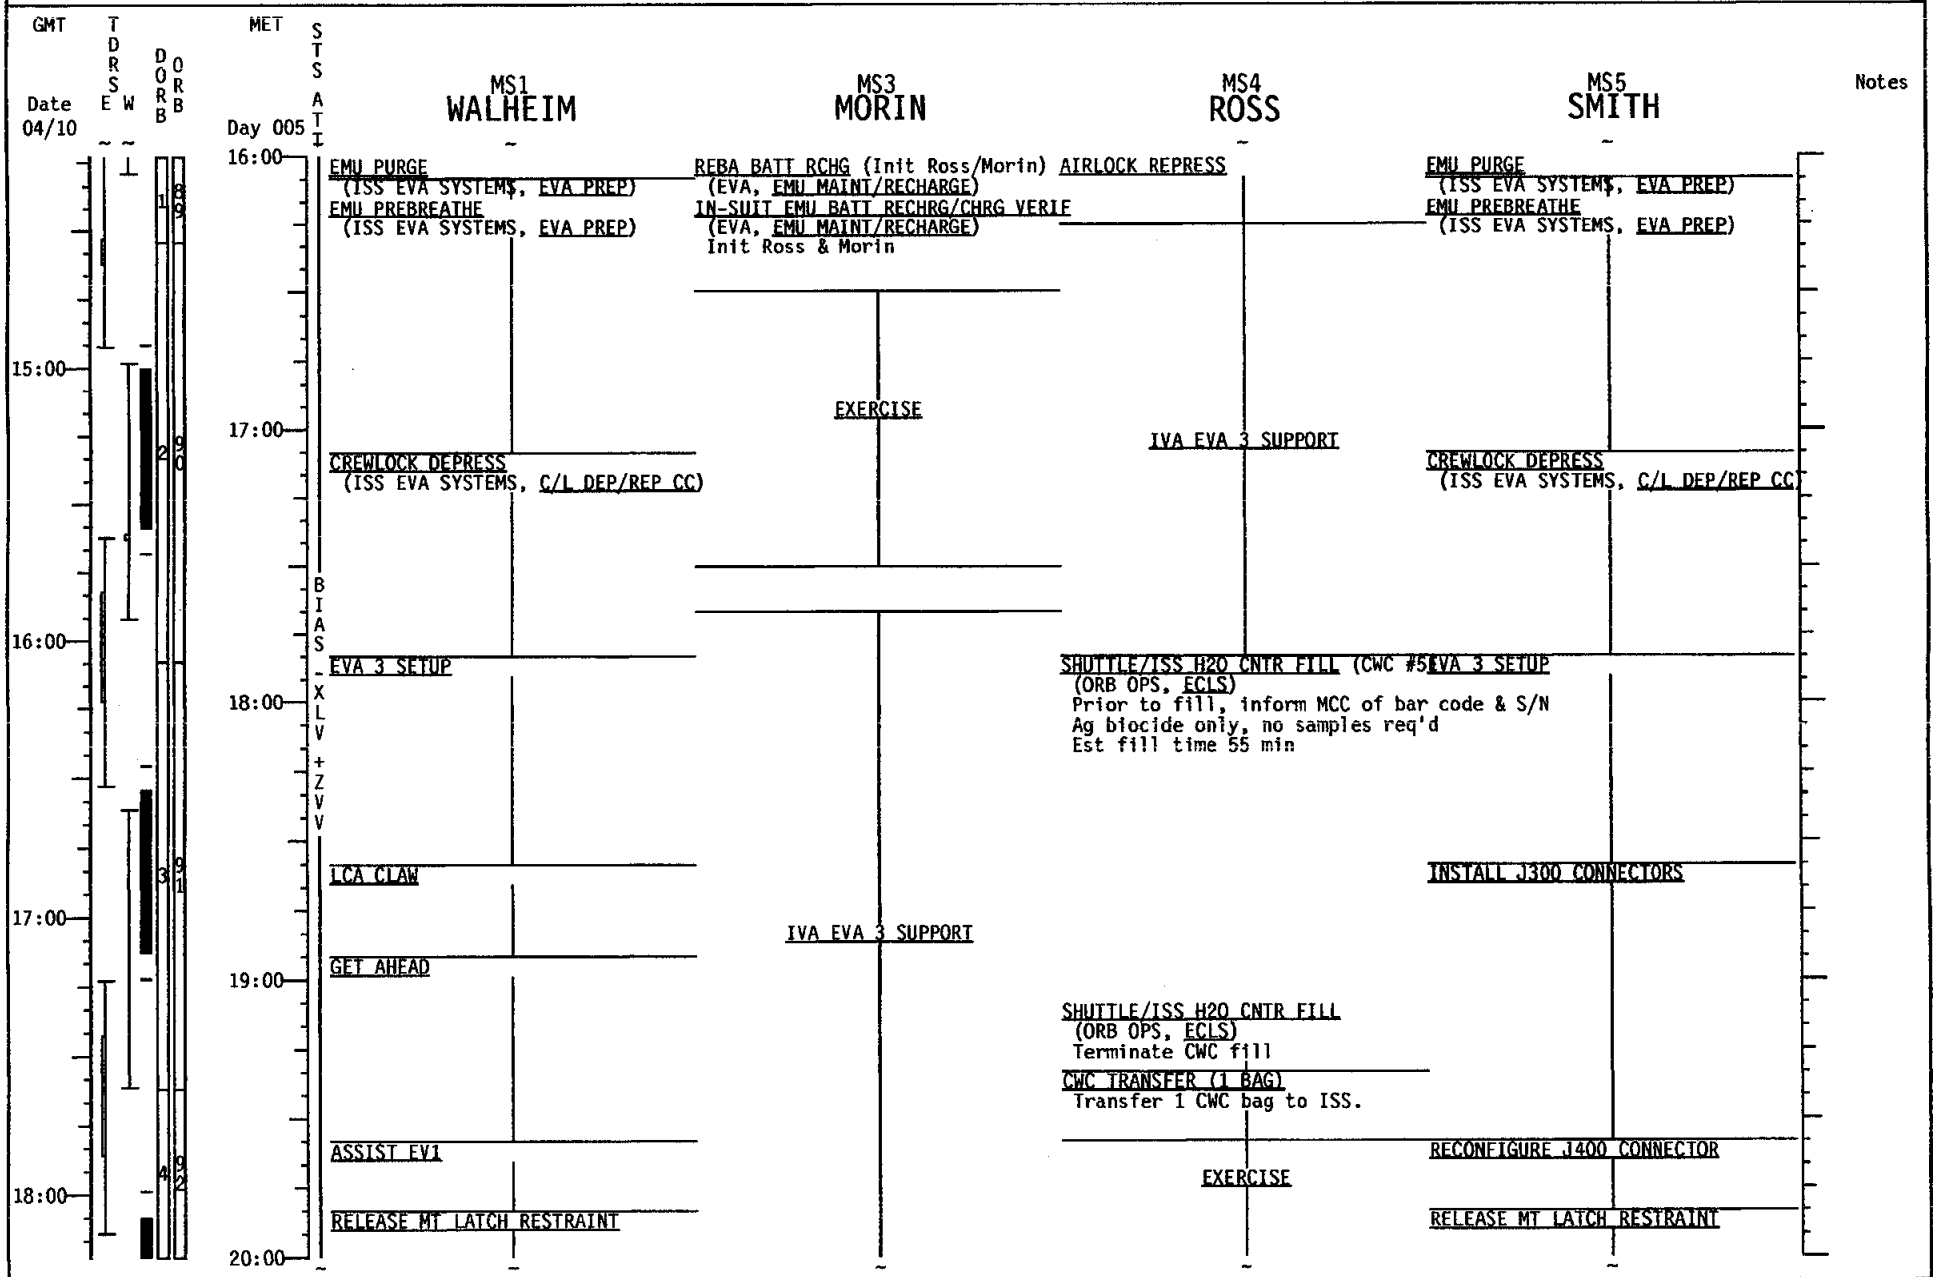 GMT
TDRS
E W
DORB
ORB
MET
STS ATT
Date
04/10
Day 005
MS1
WALHEIM
MS3
MORIN
MS4
ROSS
MS5
SMITH
Notes
16:00
EMU PURGE
(ISS EVA SYSTEMS, EVA PREP)
EMU PREBREATHE
(ISS EVA SYSTEMS, EVA PREP)
REBA BATT RCHG (Init Ross/Morin)
(EVA, EMU MAINT/RECHARGE)
IN-SUIT EMU BATT RECHRG/CHRG VERIF
(EVA, EMU MAINT/RECHARGE)
Init Ross & Morin
AIRLOCK REPRESS
EMU PURGE
(ISS EVA SYSTEMS, EVA PREP)
EMU PREBREATHE
(ISS EVA SYSTEMS, EVA PREP)
1
89
15:00
EXERCISE
17:00
IVA EVA 3 SUPPORT
2
90
CREWLOCK DEPRESS
(ISS EVA SYSTEMS, C/L DEP/REP CC)
CREWLOCK DEPRESS
(ISS EVA SYSTEMS, C/L DEP/REP CC)
BIAS -XLV +ZVV
16:00
EVA 3 SETUP
SHUTTLE/ISS H2O CNTR FILL (CWC #5
(ORB OPS, ECLS)
Prior to fill, inform MCC of bar code & S/N
Ag biocide only, no samples req'd
Est fill time 55 min
EVA 3 SETUP
18:00
LCA CLAW
INSTALL J300 CONNECTORS
3
91
17:00
IVA EVA 3 SUPPORT
GET AHEAD
19:00
SHUTTLE/ISS H2O CNTR FILL
(ORB OPS, ECLS)
Terminate CWC fill
CWC TRANSFER (1 BAG)
Transfer 1 CWC bag to ISS.
ASSIST EV1
RECONFIGURE J400 CONNECTOR
4
92
EXERCISE
18:00
RELEASE MT LATCH RESTRAINT
RELEASE MT LATCH RESTRAINT
20:00